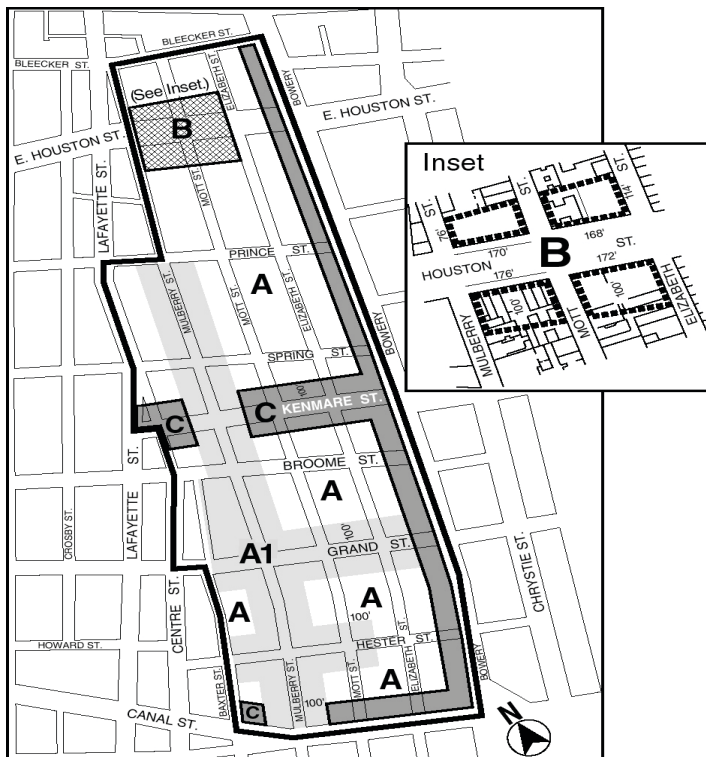 BLEECKER ST.
BLEECKER ST.
(See Inset.)
ELIZABETH ST.
BOWERY
E. HOUSTON ST.
E. HOUSTON ST.
B
MOTT ST.
LAFAYETTE ST.
PRINCE ST.
MULBERRY ST.
A
MOTT ST.
ELIZABETH ST.
BOWERY
SPRING ST.
100'
C
C
KENMARE ST.
BROOME ST.
CROSBY ST.
LAFAYETTE ST.
A
100'
A1
GRAND ST.
CHRYSTIE ST.
CENTRE ST.
A
A
100'
HOWARD ST.
HESTER ST.
BOWERY
BAXTER ST.
MULBERRY ST.
MOTT ST.
ELIZABETH ST.
A
C
100'
CANAL ST.
N
Inset
ST.
ST.
ST.
76'
114'
170'
B
168'
HOUSTON ST.
176'
172'
100'
100'
MULBERRY
MOTT
ELIZABETH